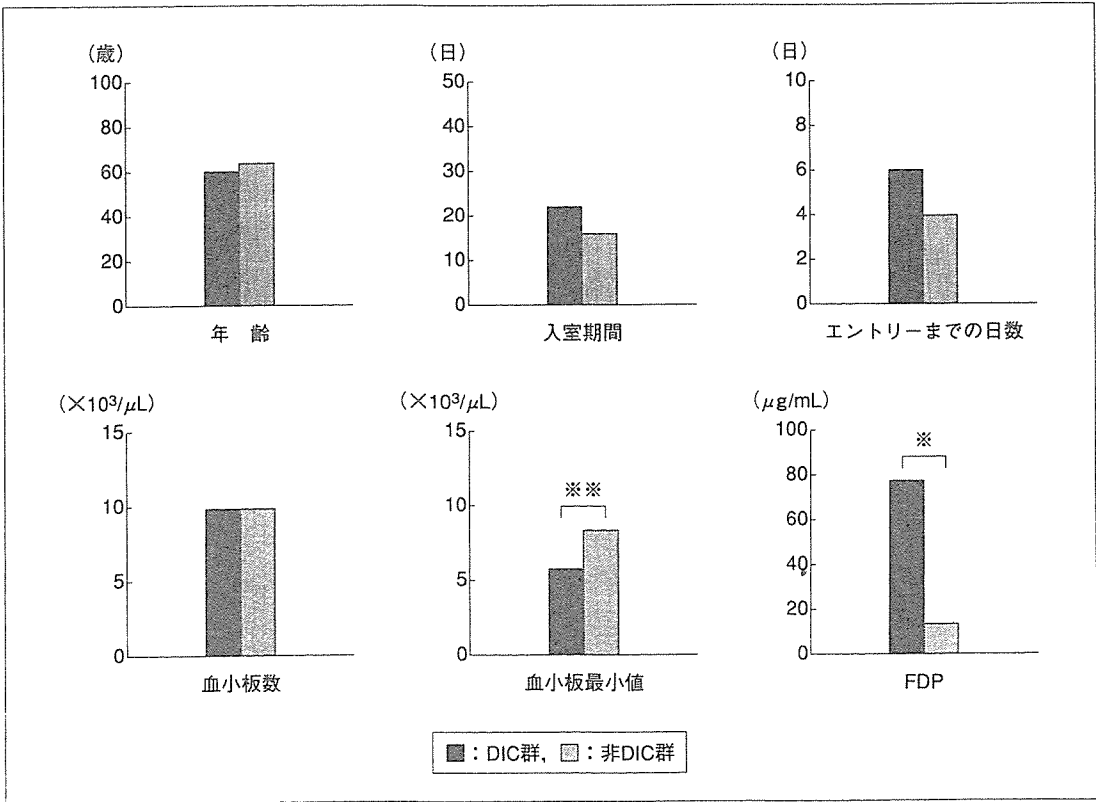 （歳）
100
80
60
40
20
0
年　齢
（日）
50
40
30
20
10
0
入室期間
（日）
10
8
6
4
2
0
エントリーまでの日数
（×10³/μL）
15
10
5
0
血小板数
（×10³/μL）
15
10
5
0
※※
血小板最小値
（μg/mL）
100
80
60
40
20
0
※
FDP
■：DIC群，□：非DIC群